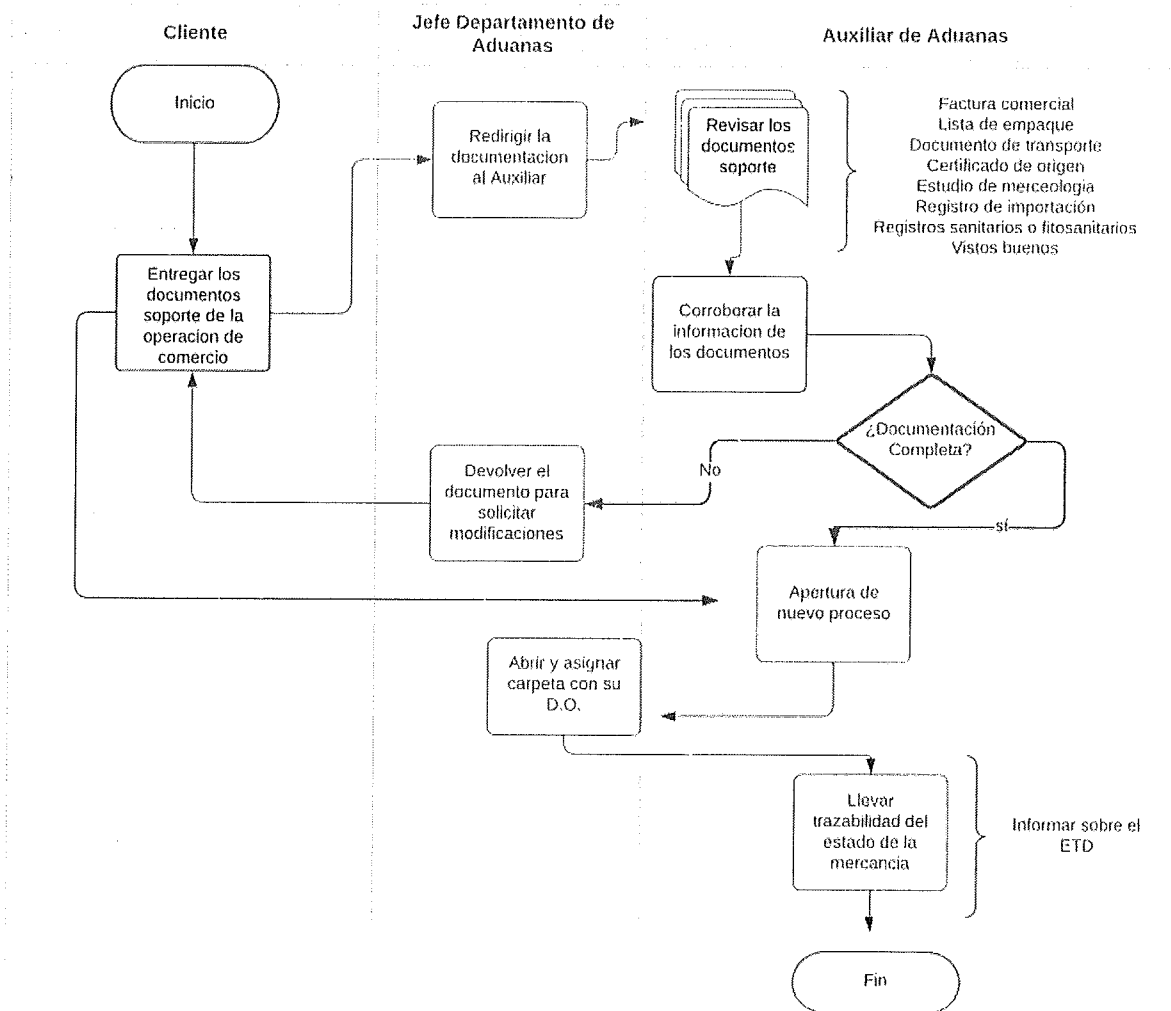 Cliente
Jefe Departamento de
Aduanas
Auxiliar de Aduanas
Inicio
Redirigir la
documentacion
al Auxiliar
Revisar los
documentos
soporte
Factura comercial
Lista de empaque
Documento de transporte
Certificado de origen
Estudio de merceologia
Registro de importación
Registros sanitarios o fitosanitarios
Vistos buenos
Entregar los
documentos
soporte de la
operacion de
comercio
Corroborar la
informacion de
los documentos
¿Documentación
Completa?
No
sí
Devolver el
documento para
solicitar
modificaciones
Apertura de
nuevo proceso
Abrir y asignar
carpeta con su
D.O.
Llevar
trazabilidad del
estado de la
mercancia
Informar sobre el
ETD
Fin